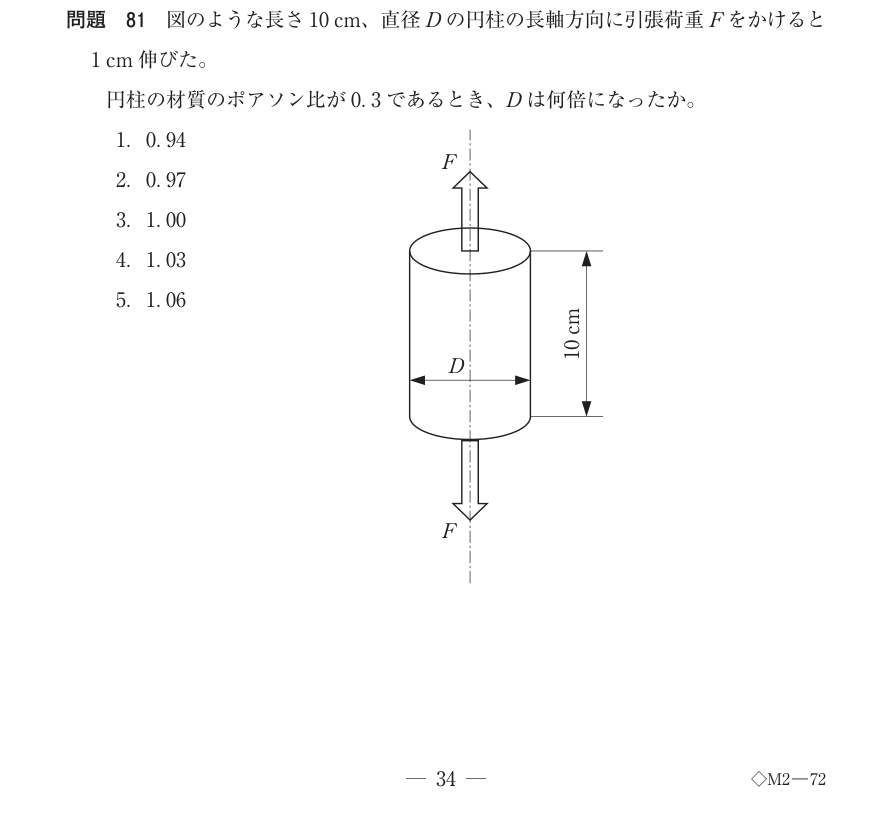 問題 81 図のような長さ 10 cm、直径 D の円柱の長軸方向に引張荷重 F をかけると
1 cm 伸びた。
円柱の材質のポアソン比が 0.3 であるとき、D は何倍になったか。
1. 0.94
2. 0.97
3. 1.00
4. 1.03
5. 1.06
F
D
10 cm
F
― 34 ―
◇M2―72